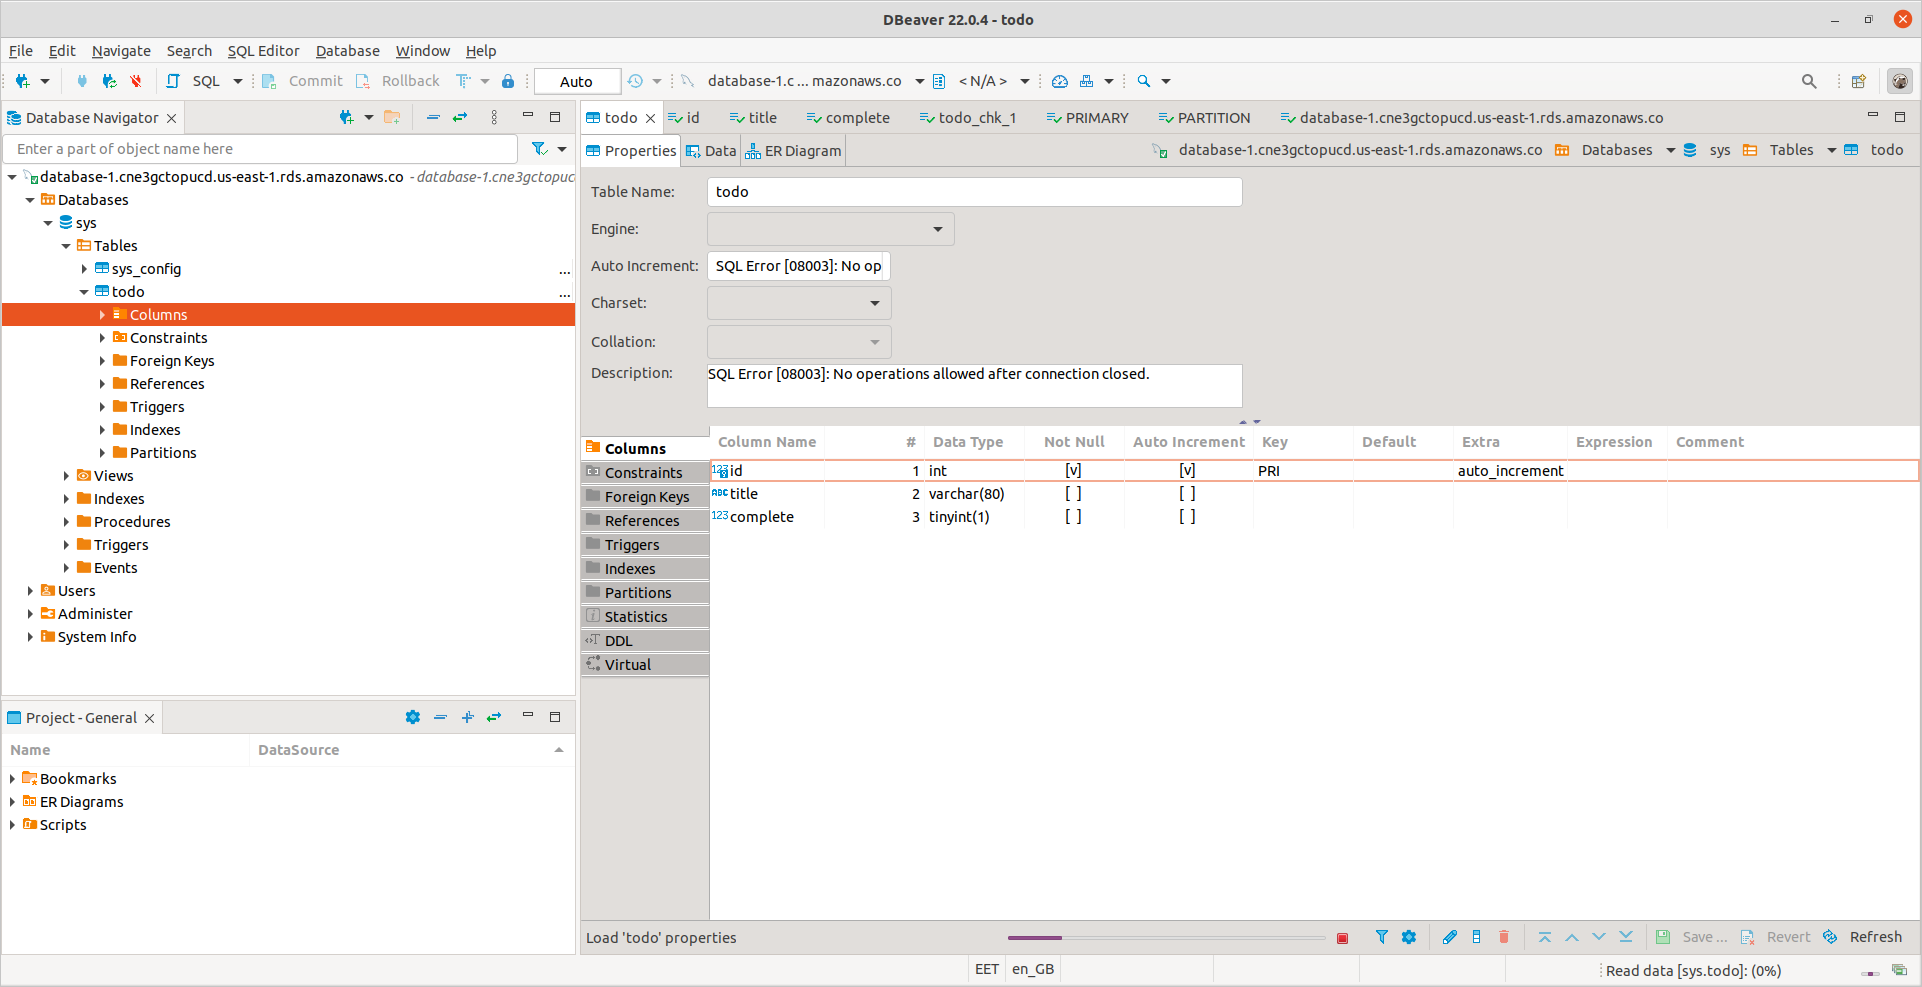 DBeaver 22.0.4 - todo
File Edit Navigate Search SQL Editor Database Window Help
SQL Commit Rollback Auto database-1.c ... mazonaws.co < N/A >
Database Navigator
todo id title complete todo_chk_1 PRIMARY PARTITION database-1.cne3gctopucd.us-east-1.rds.amazonaws.co
Enter a part of object name here
Properties Data ER Diagram database-1.cne3gctopucd.us-east-1.rds.amazonaws.co Databases sys Tables todo
database-1.cne3gctopucd.us-east-1.rds.amazonaws.co - database-1.cne3gctopuc
Databases
sys
Tables
sys_config ...
todo ...
Columns
Constraints
Foreign Keys
References
Triggers
Indexes
Partitions
Views
Indexes
Procedures
Triggers
Events
Users
Administer
System Info
Table Name: todo
Engine:
Auto Increment: SQL Error [08003]: No op
Charset:
Collation:
Description: SQL Error [08003]: No operations allowed after connection closed.
Columns
Constraints
Foreign Keys
References
Triggers
Indexes
Partitions
Statistics
DDL
Virtual
Column Name # Data Type Not Null Auto Increment Key Default Extra Expression Comment
123 id 1 int [v] [v] PRI auto_increment
ABC title 2 varchar(80) [ ] [ ]
123 complete 3 tinyint(1) [ ] [ ]
Project - General
Name DataSource
Bookmarks
ER Diagrams
Scripts
Load 'todo' properties Save ... Revert Refresh
EET en_GB Read data [sys.todo]: (0%)